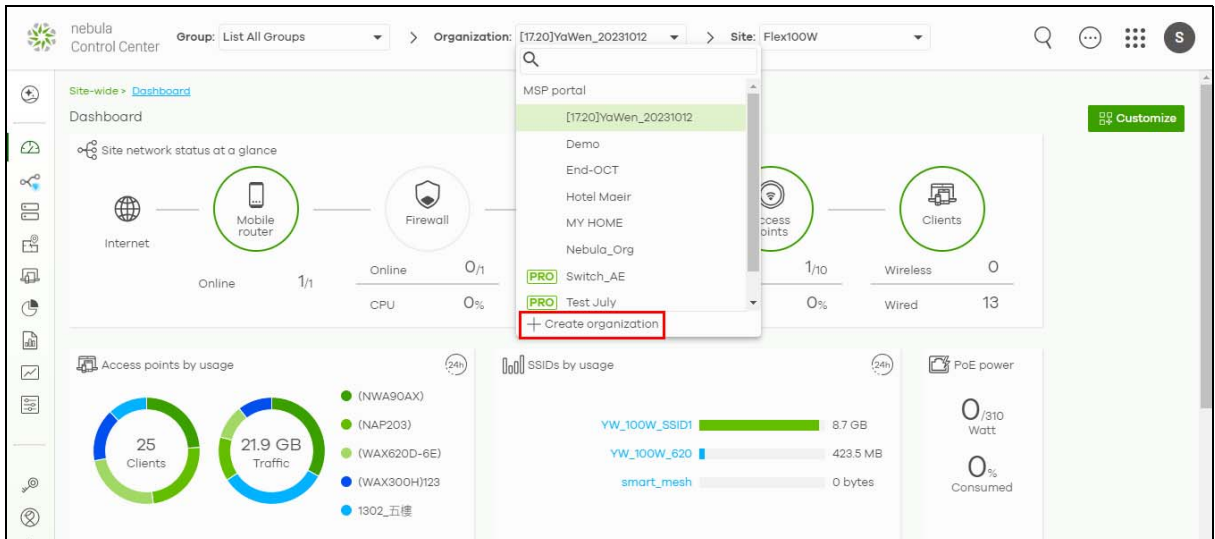 nebula
Control Center
Group: List All Groups > Organization: [17.20]YaWen_20231012 > Site: Flex100W
S
MSP portal
[17.20]YaWen_20231012
Demo
End-OCT
Hotel Maeir
MY HOME
Nebula_Org
PRO Switch_AE
PRO Test July
+ Create organization
Site-wide > Dashboard
Dashboard
Customize
Site network status at a glance
Internet
Mobile
router
Online 1/1
Firewall
Online 0/1
CPU 0%
ccess
oints
1/10
0%
Clients
Wireless 0
Wired 13
Access points by usage
24h
25
Clients
21.9 GB
Traffic
(NWA90AX)
(NAP203)
(WAX620D-6E)
(WAX300H)123
1302_五樓
SSIDs by usage
24h
YW_100W_SSID1 8.7 GB
YW_100W_620 423.5 MB
smart_mesh 0 bytes
PoE power
0/310
Watt
0%
Consumed